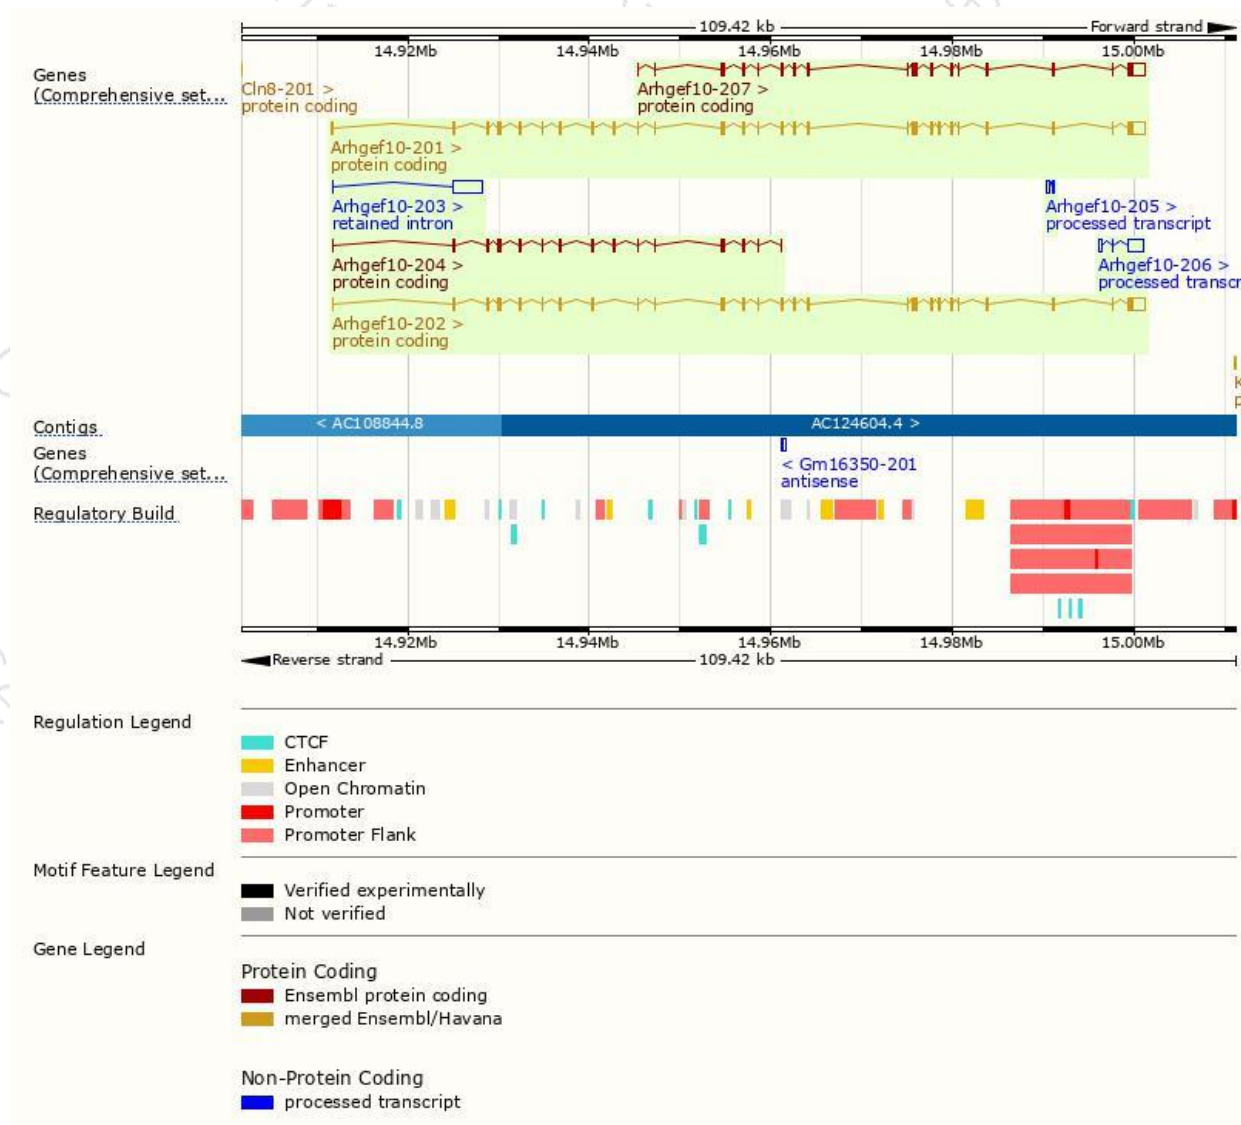 109.42 kb Forward strand
14.92Mb 14.94Mb 14.96Mb 14.98Mb 15.00Mb
Genes
(Comprehensive set...
Cln8-201 >
protein coding
Arhgef10-207 >
protein coding
Arhgef10-201 >
protein coding
Arhgef10-203 >
retained intron
Arhgef10-205 >
processed transcript
Arhgef10-204 >
protein coding
Arhgef10-206 >
processed transcr
Arhgef10-202 >
protein coding
K
p
Contigs
< AC108844.8 AC124604.4 >
Genes
(Comprehensive set...
< Gm16350-201
antisense
Regulatory Build
14.92Mb 14.94Mb 14.96Mb 14.98Mb 15.00Mb
Reverse strand 109.42 kb
Regulation Legend
CTCF
Enhancer
Open Chromatin
Promoter
Promoter Flank
Motif Feature Legend
Verified experimentally
Not verified
Gene Legend
Protein Coding
Ensembl protein coding
merged Ensembl/Havana
Non-Protein Coding
processed transcript